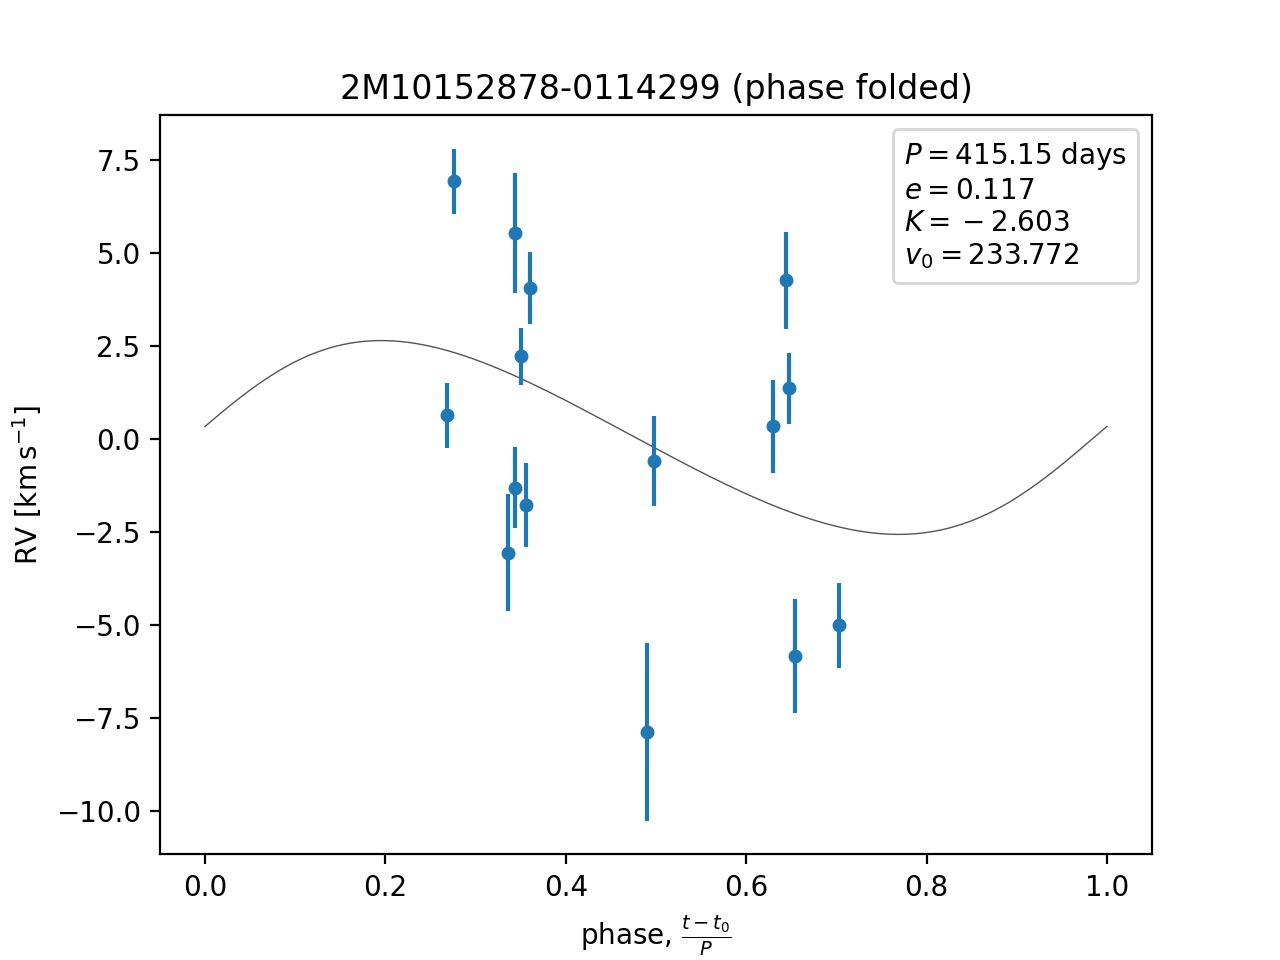 2M10152878-0114299 (phase folded)
P = 415.15 days
e = 0.117
K = −2.603
v₀ = 233.772
7.5
5.0
2.5
0.0
−2.5
−5.0
−7.5
−10.0
RV [km s⁻¹]
0.0 0.2 0.4 0.6 0.8 1.0
phase, (t − t₀)/P